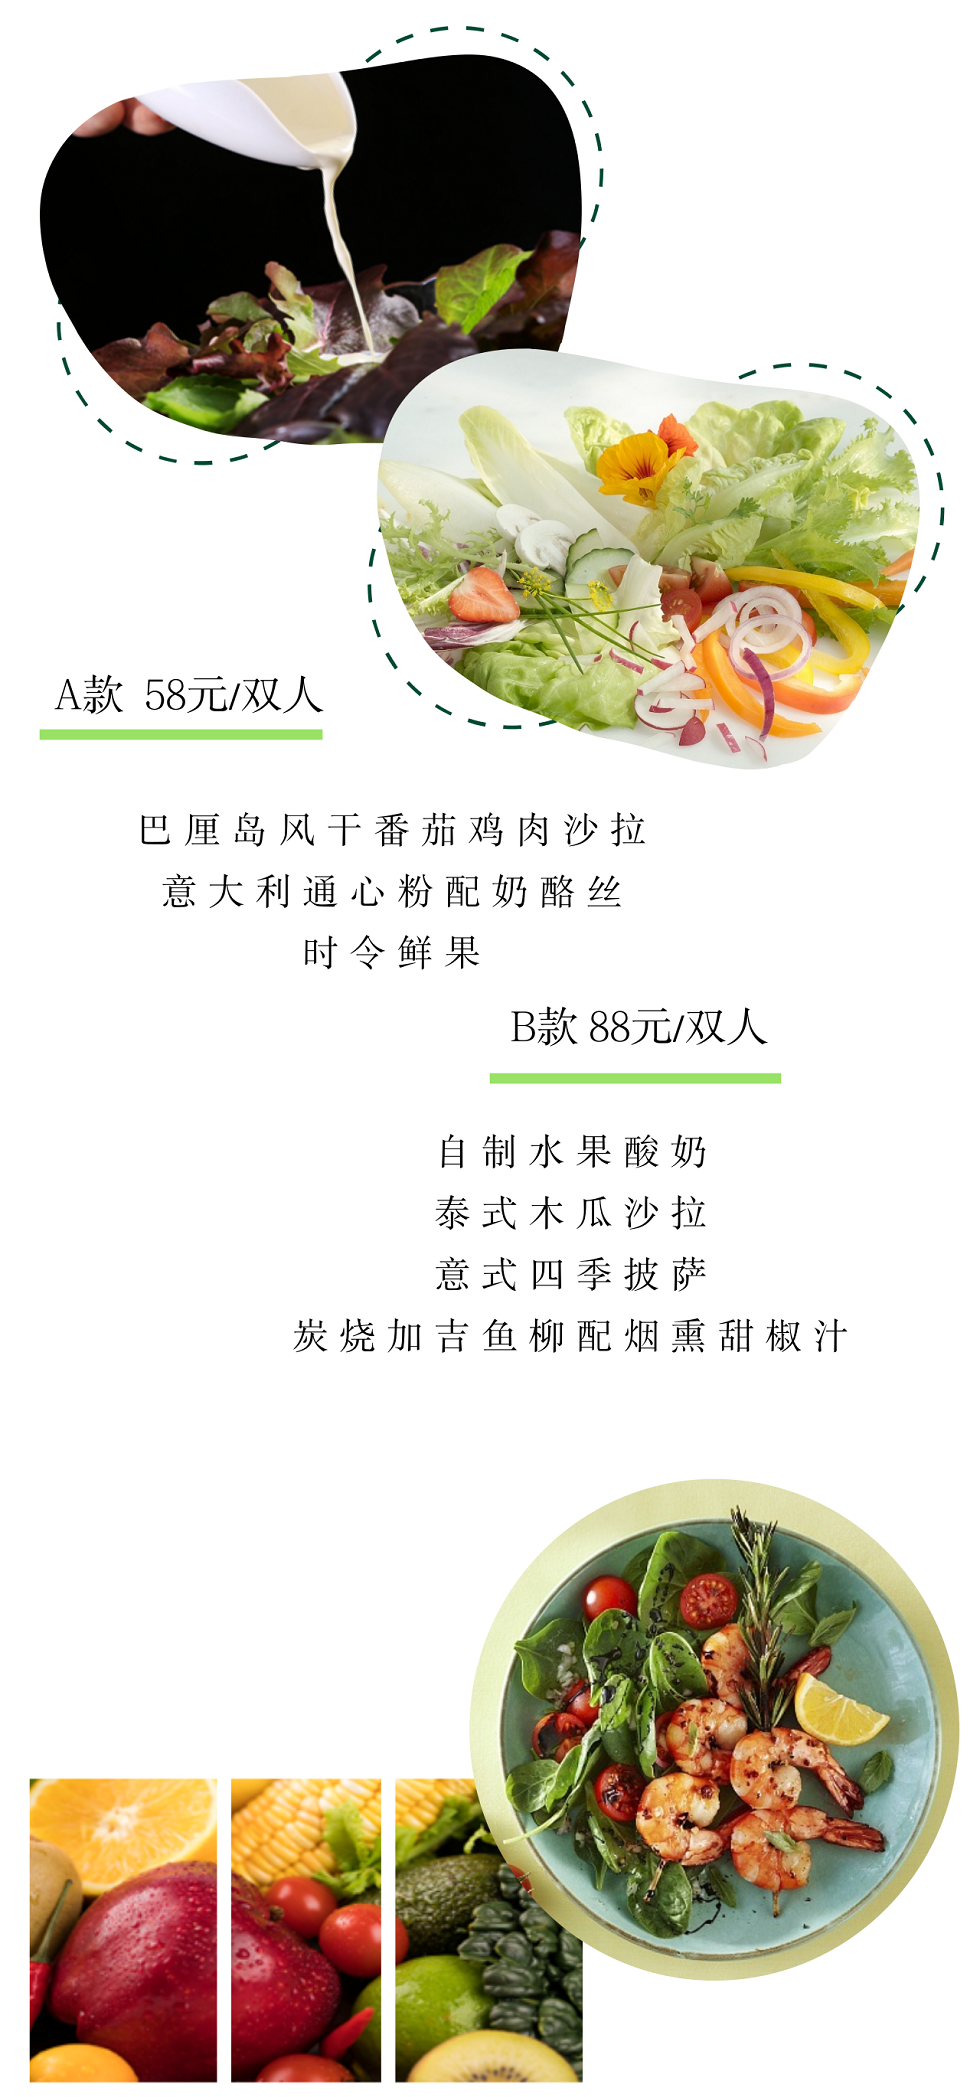 A款 58元/双人
巴厘岛风干番茄鸡肉沙拉
意大利通心粉配奶酪丝
时令鲜果
B款 88元/双人
自制水果酸奶
泰式木瓜沙拉
意式四季披萨
炭烧加吉鱼柳配烟熏甜椒汁